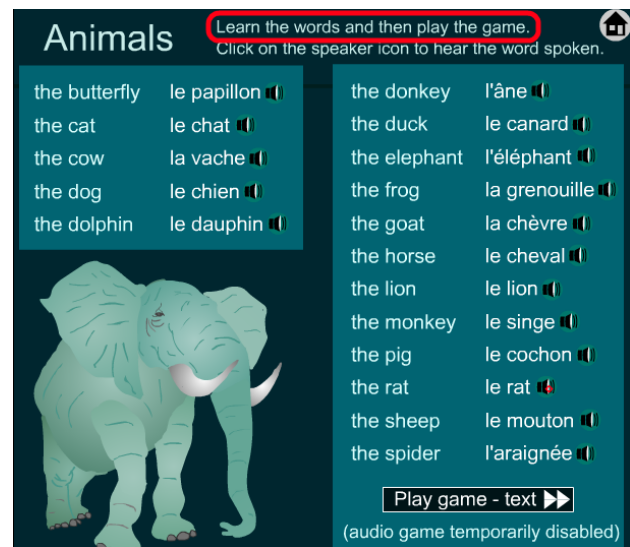 Animals
Learn the words and then play the game.
Click on the speaker icon to hear the word spoken.
the butterfly le papillon
the cat le chat
the cow la vache
the dog le chien
the dolphin le dauphin
the donkey l'âne
the duck le canard
the elephant l'éléphant
the frog la grenouille
the goat la chèvre
the horse le cheval
the lion le lion
the monkey le singe
the pig le cochon
the rat le rat
the sheep le mouton
the spider l'araignée
Play game - text
(audio game temporarily disabled)